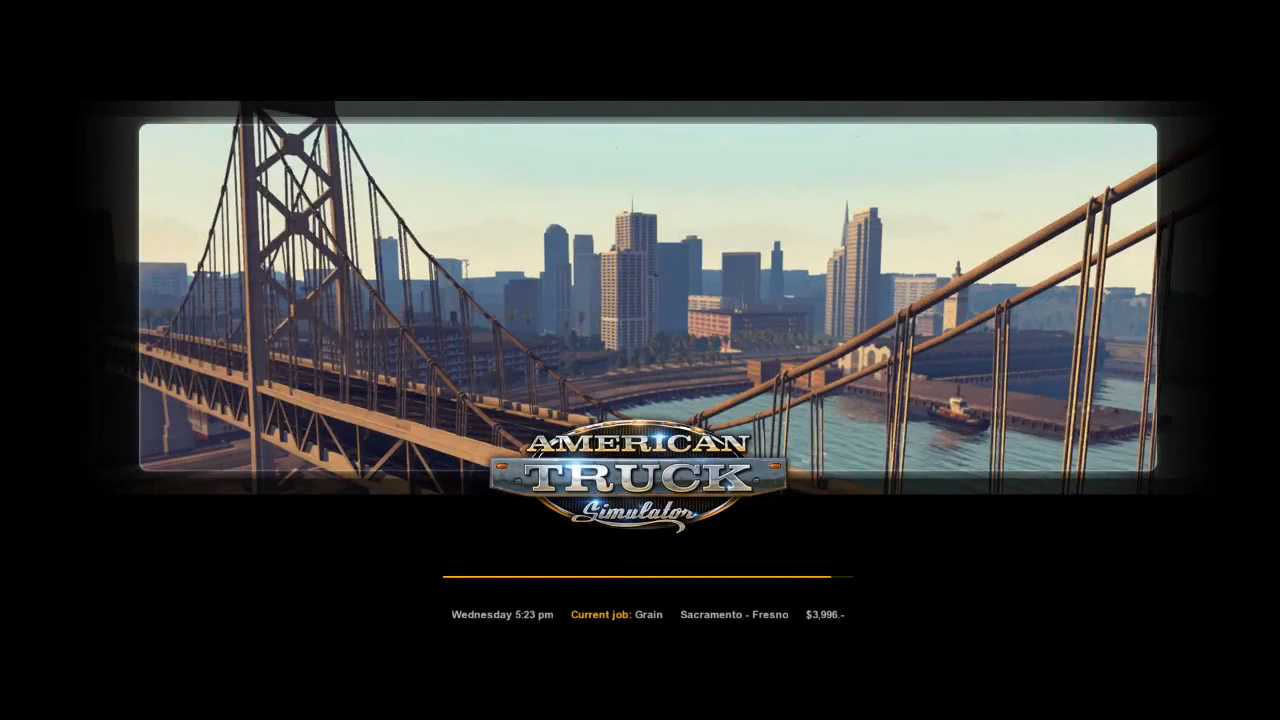 AMERICAN
TRUCK
Simulator
Wednesday 5:23 pm Current job: Grain Sacramento - Fresno $3,996.-